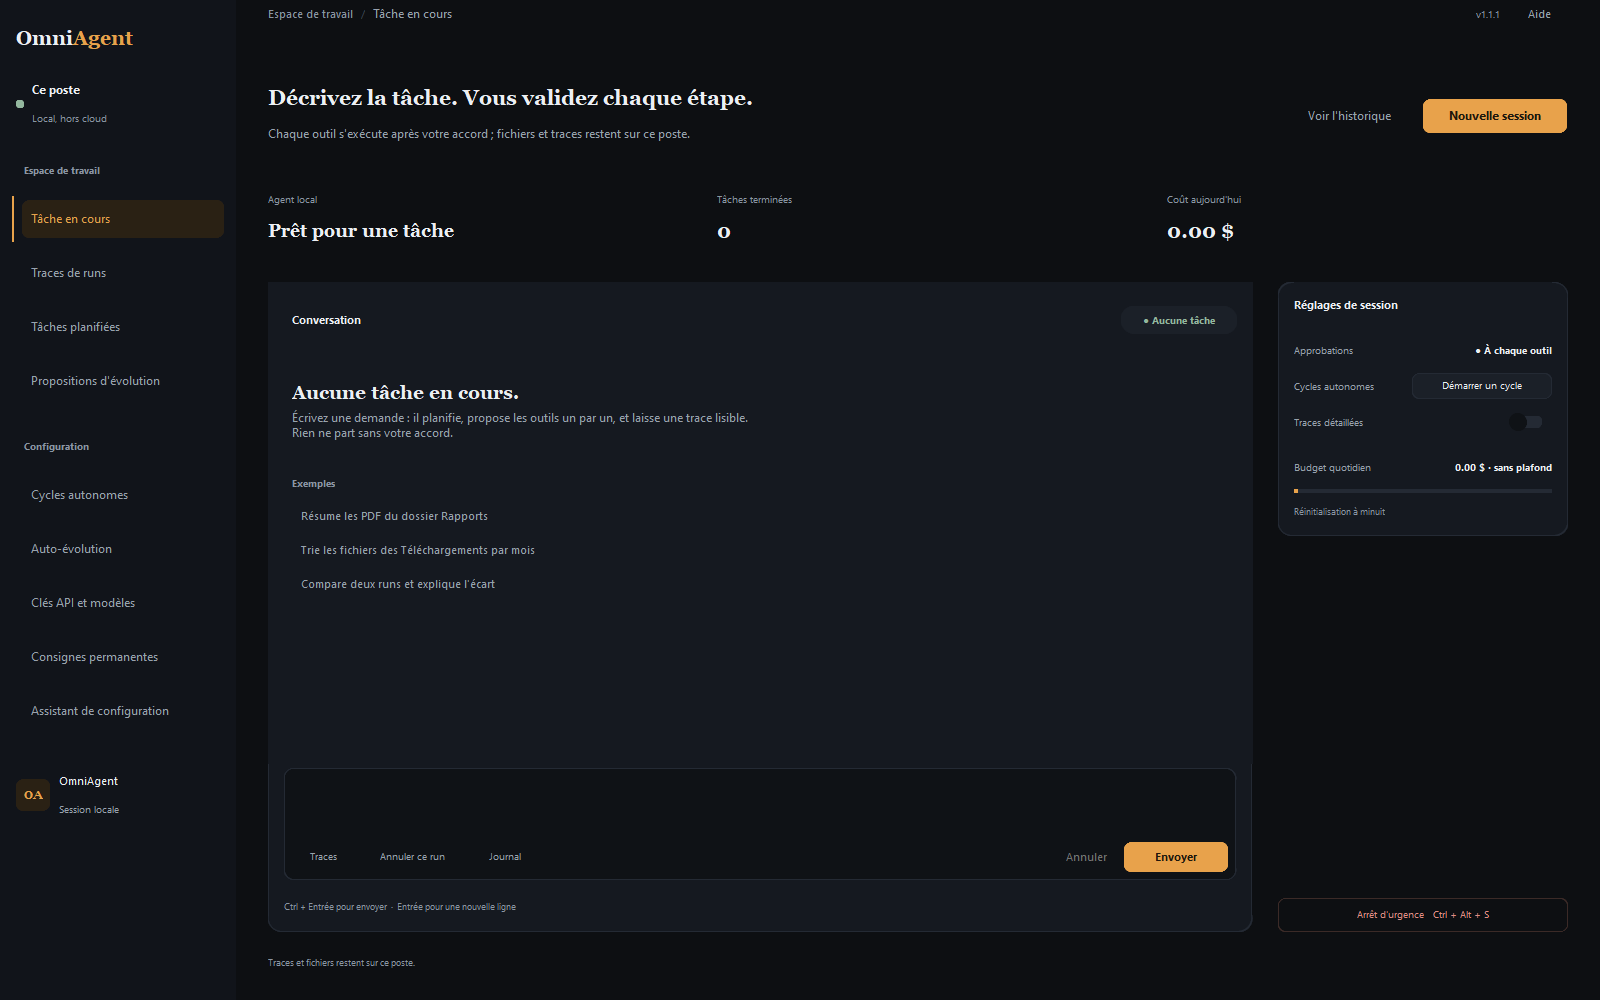 OmniAgent
Ce poste
Local, hors cloud
Espace de travail
Tâche en cours
Traces de runs
Tâches planifiées
Propositions d'évolution
Configuration
Cycles autonomes
Auto-évolution
Clés API et modèles
Consignes permanentes
Assistant de configuration
OA
OmniAgent
Session locale
Espace de travail / Tâche en cours
v1.1.1
Aide
Décrivez la tâche. Vous validez chaque étape.
Chaque outil s'exécute après votre accord ; fichiers et traces restent sur ce poste.
Voir l'historique
Nouvelle session
Agent local
Prêt pour une tâche
Tâches terminées
0
Coût aujourd'hui
0.00 $
Conversation
• Aucune tâche
Aucune tâche en cours.
Écrivez une demande : il planifie, propose les outils un par un, et laisse une trace lisible.
Rien ne part sans votre accord.
Exemples
Résume les PDF du dossier Rapports
Trie les fichiers des Téléchargements par mois
Compare deux runs et explique l'écart
Traces
Annuler ce run
Journal
Annuler
Envoyer
Ctrl + Entrée pour envoyer · Entrée pour une nouvelle ligne
Réglages de session
Approbations
• À chaque outil
Cycles autonomes
Démarrer un cycle
Traces détaillées
Budget quotidien
0.00 $ · sans plafond
Réinitialisation à minuit
Arrêt d'urgence Ctrl + Alt + S
Traces et fichiers restent sur ce poste.